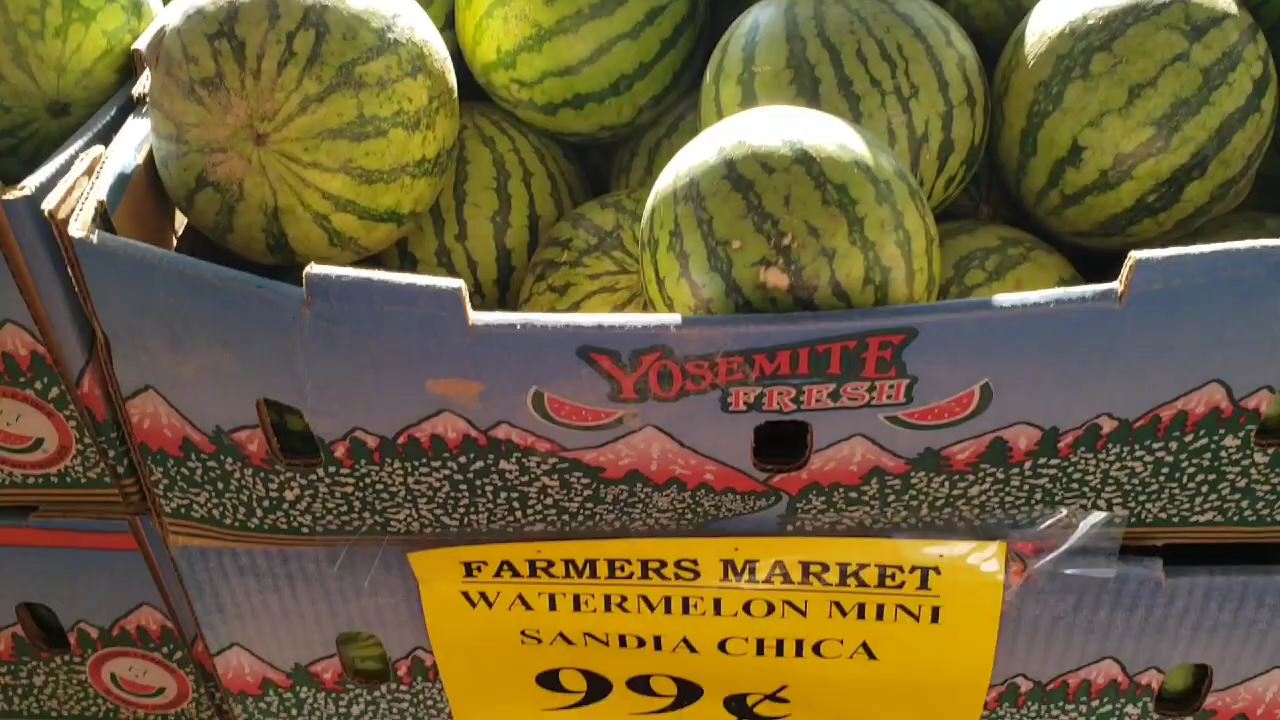 YOSEMITE
FRESH
FARMERS MARKET
WATERMELON MINI
SANDIA CHICA
99¢